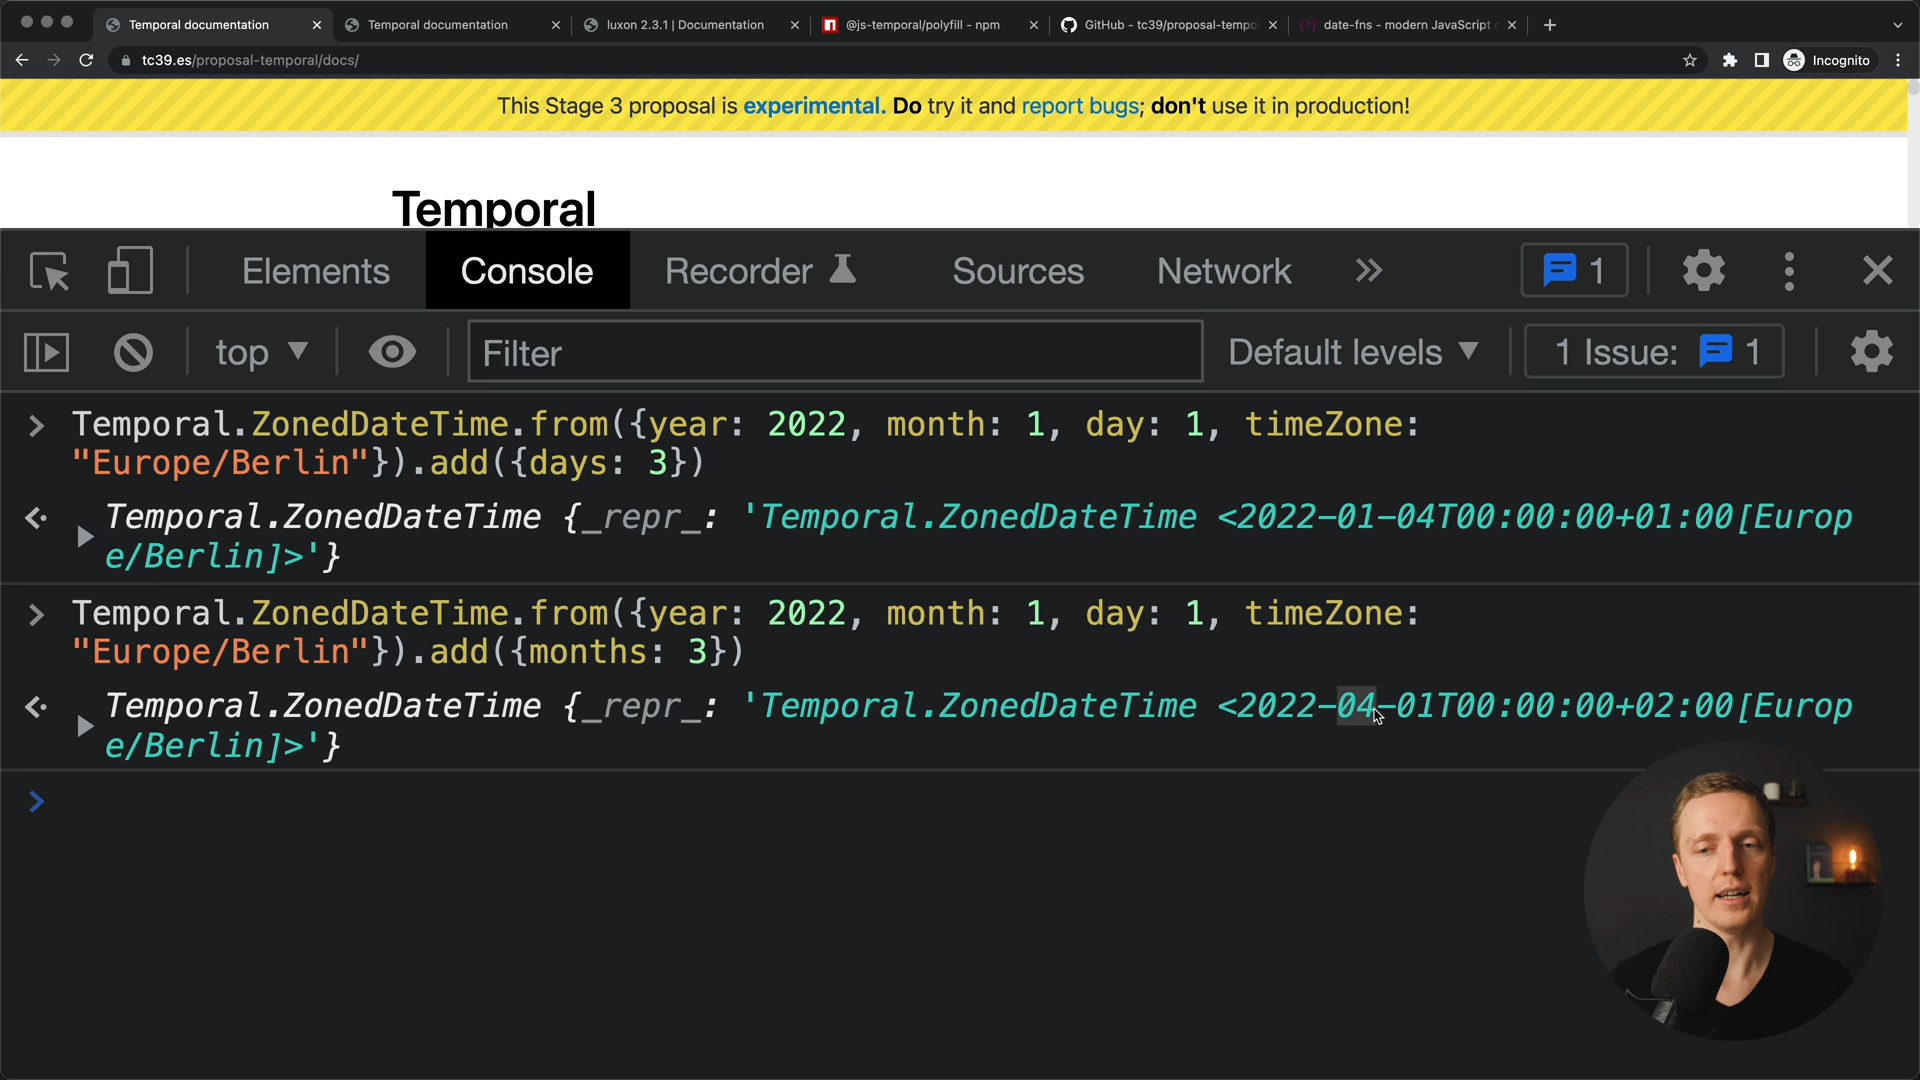 Temporal documentation
Temporal documentation
luxon 2.3.1 | Documentation
@js-temporal/polyfill - npm
GitHub - tc39/proposal-tempo
date-fns - modern JavaScript
tc39.es/proposal-temporal/docs/
Incognito
This Stage 3 proposal is experimental. Do try it and report bugs; don't use it in production!
Temporal
Elements
Console
Recorder
Sources
Network
1
top
Filter
Default levels
1 Issue: 1
Temporal.ZonedDateTime.from({year: 2022, month: 1, day: 1, timeZone:
"Europe/Berlin"}).add({days: 3})
Temporal.ZonedDateTime {_repr_: 'Temporal.ZonedDateTime <2022-01-04T00:00:00+01:00[Europ
e/Berlin]>'}
Temporal.ZonedDateTime.from({year: 2022, month: 1, day: 1, timeZone:
"Europe/Berlin"}).add({months: 3})
Temporal.ZonedDateTime {_repr_: 'Temporal.ZonedDateTime <2022-04-01T00:00:00+02:00[Europ
e/Berlin]>'}